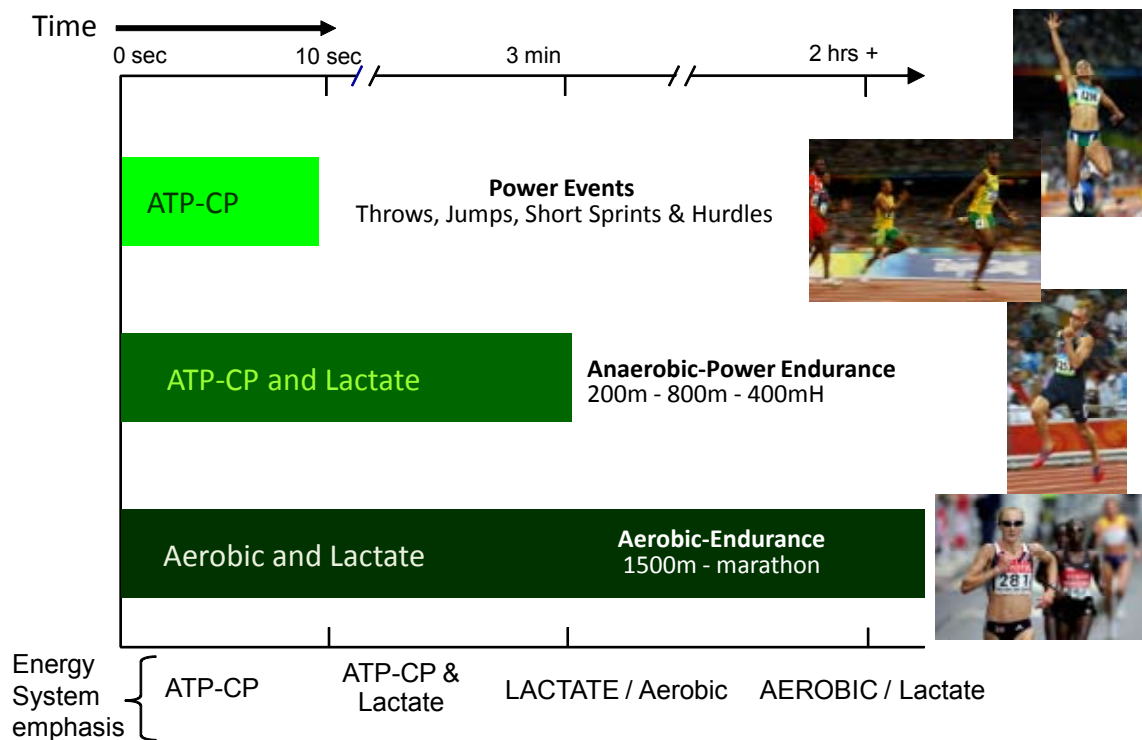 Time
0 sec
10 sec
3 min
2 hrs +
ATP-CP
Power Events
Throws, Jumps, Short Sprints & Hurdles
ATP-CP and Lactate
Anaerobic-Power Endurance
200m - 800m - 400mH
Aerobic and Lactate
Aerobic-Endurance
1500m - marathon
281
Energy
System
emphasis
ATP-CP
ATP-CP &
Lactate
LACTATE / Aerobic
AEROBIC / Lactate